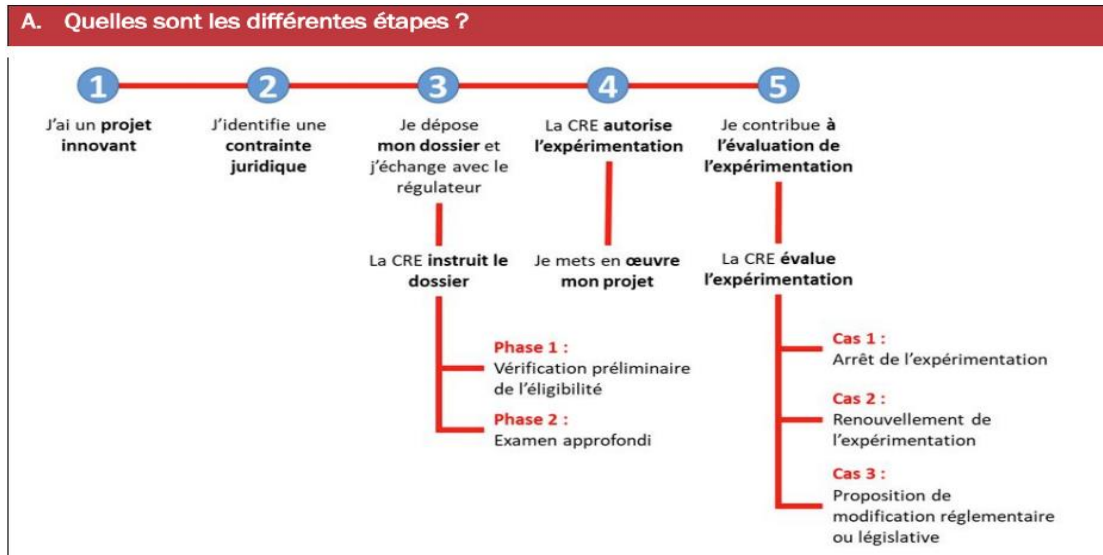 A. Quelles sont les différentes étapes ?
1
2
3
4
5
J'ai un projet
innovant
J'identifie une
contrainte
juridique
Je dépose
mon dossier et
j'échange avec le
régulateur
La CRE autorise
l'expérimentation
Je contribue à
l'évaluation de
l'expérimentation
La CRE instruit le
dossier
Je mets en œuvre
mon projet
La CRE évalue
l'expérimentation
Phase 1 :
Vérification préliminaire
de l'éligibilité
Phase 2 :
Examen approfondi
Cas 1 :
Arrêt de l'expérimentation
Cas 2 :
Renouvellement de
l'expérimentation
Cas 3 :
Proposition de
modification réglementaire
ou législative